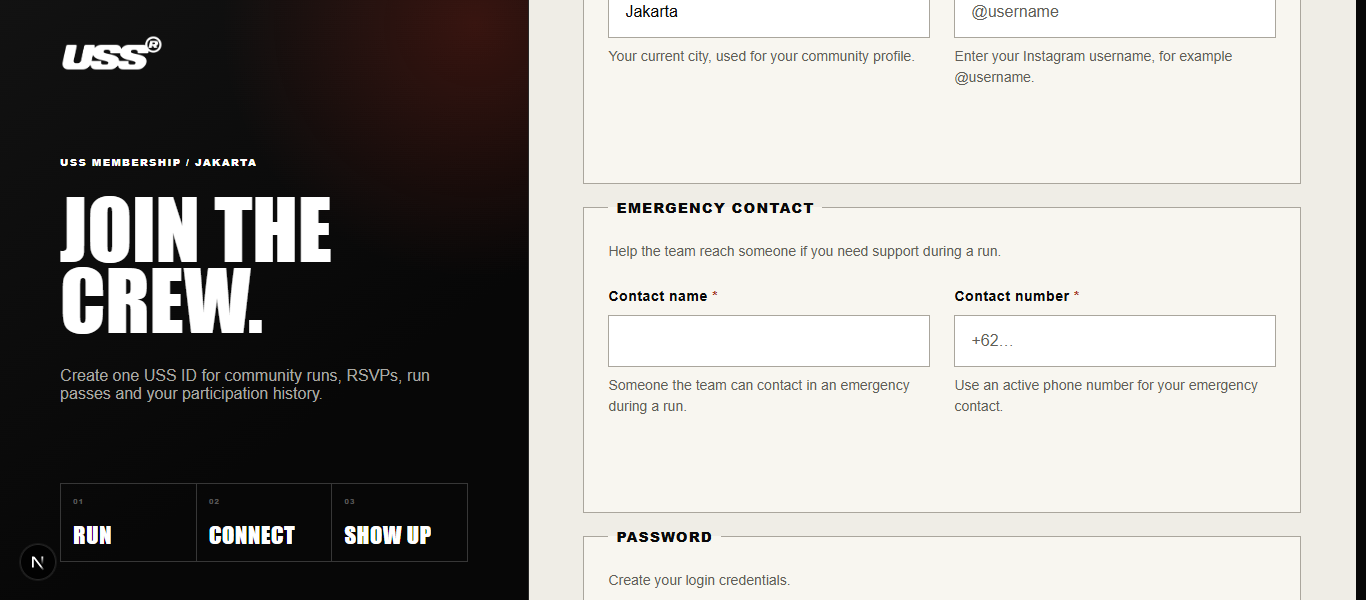 USS®
USS MEMBERSHIP / JAKARTA
JOIN THE
CREW.
Create one USS ID for community runs, RSVPs, run
passes and your participation history.
01
RUN
02
CONNECT
03
SHOW UP
N
Jakarta
Your current city, used for your community profile.
@username
Enter your Instagram username, for example
@username.
EMERGENCY CONTACT
Help the team reach someone if you need support during a run.
Contact name *
Someone the team can contact in an emergency
during a run.
Contact number *
+62...
Use an active phone number for your emergency
contact.
PASSWORD
Create your login credentials.